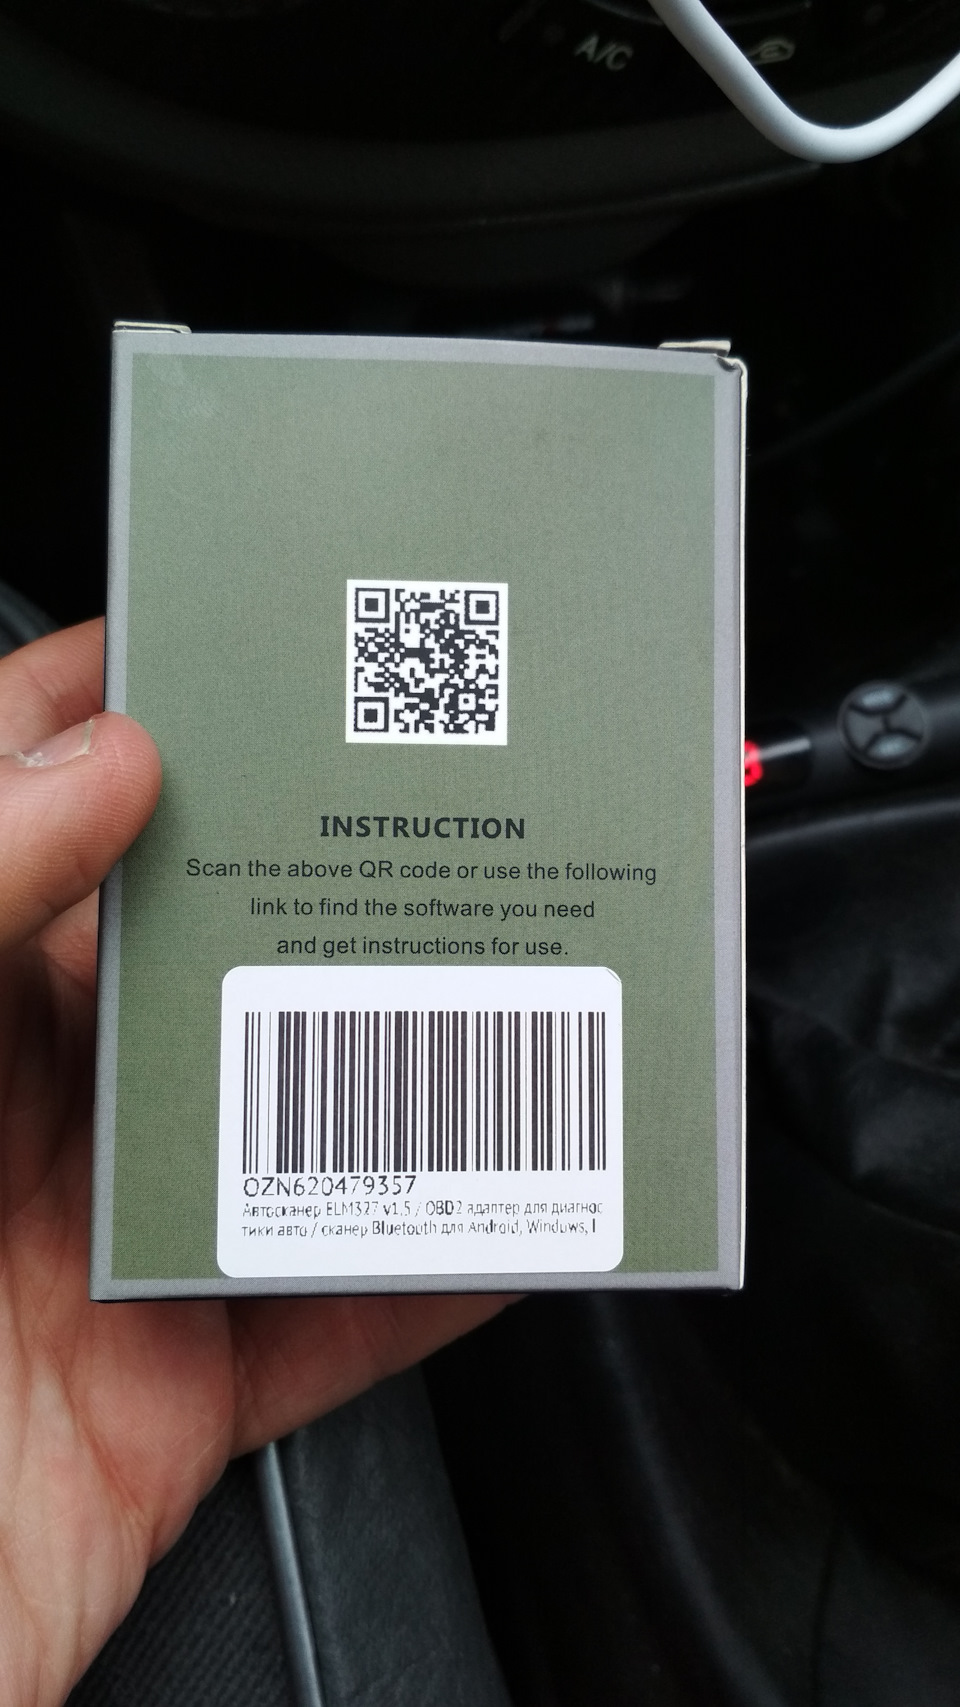 A/C
INSTRUCTION
Scan the above QR code or use the following
link to find the software you need
and get instructions for use.
OZN620479357
Автосканер ELM327 v1.5 / OBD2 адаптер для диагнос
тики авто / сканер Bluetooth для Android, Windows, I